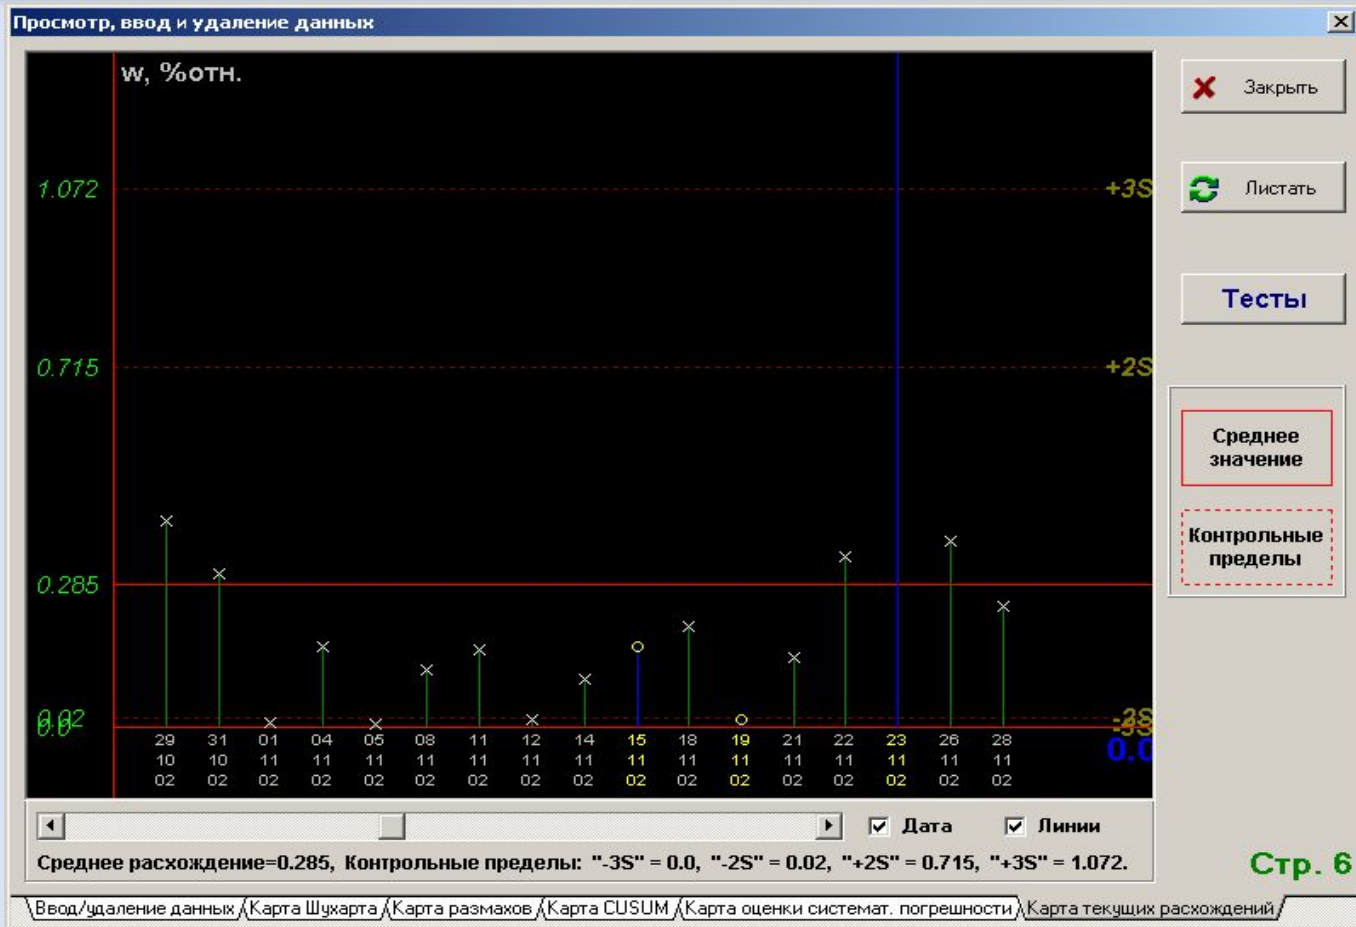 Просмотр, ввод и удаление данных
w, %отн.
Закрыть
1.072
+3S
Листать
Тесты
0.715
+2S
Среднее
значение
Контрольные
пределы
0.285
0.02
-2S
0.0
-3S
29 31 01 04 05 08 11 12 14 15 18 19 21 22 23 26 28
0.0
10 10 11 11 11 11 11 11 11 11 11 11 11 11 11 11 11
02 02 02 02 02 02 02 02 02 02 02 02 02 02 02 02 02
Дата Линии
Среднее расхождение=0.285, Контрольные пределы: "-3S" = 0.0, "-2S" = 0.02, "+2S" = 0.715, "+3S" = 1.072.
Стр. 6
Ввод/удаление данных Карта Шухарта Карта размахов Карта CUSUM Карта оценки системат. погрешности Карта текущих расхождений